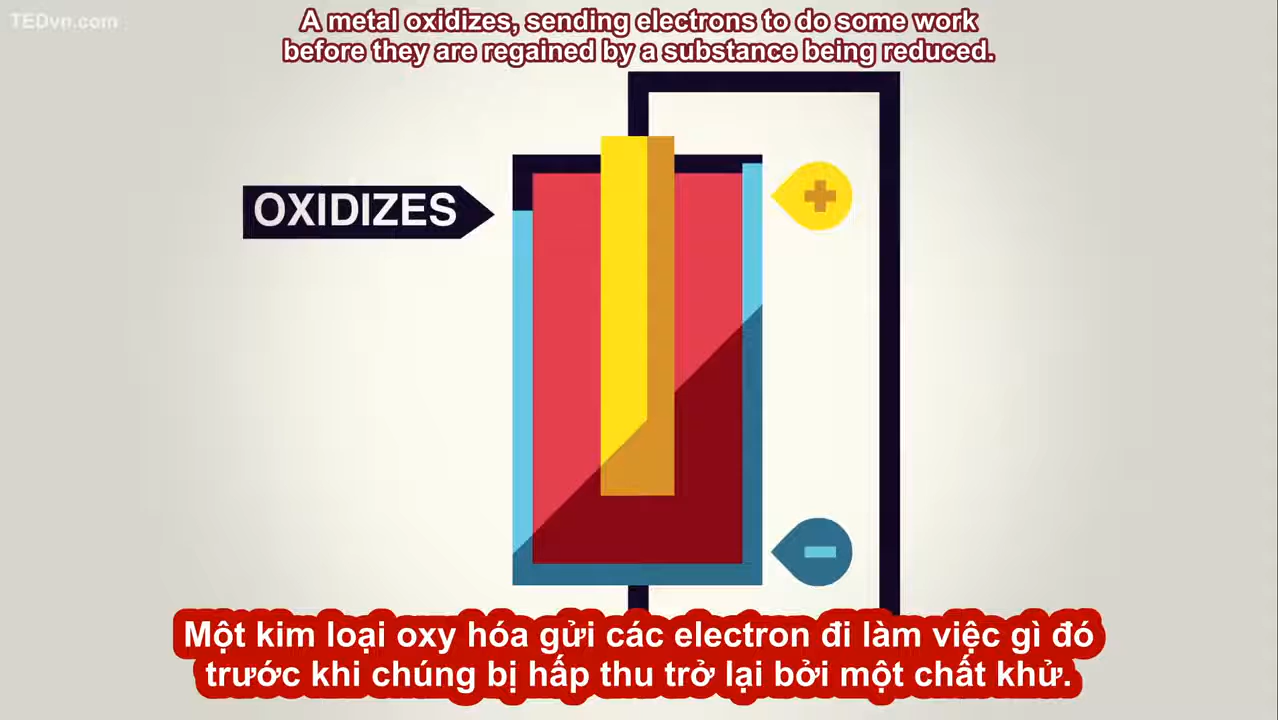 TEDvn.com
A metal oxidizes, sending electrons to do some work
before they are regained by a substance being reduced.
OXIDIZES
Một kim loại oxy hóa gửi các electron đi làm việc gì đó
trước khi chúng bị hấp thu trở lại bởi một chất khử.